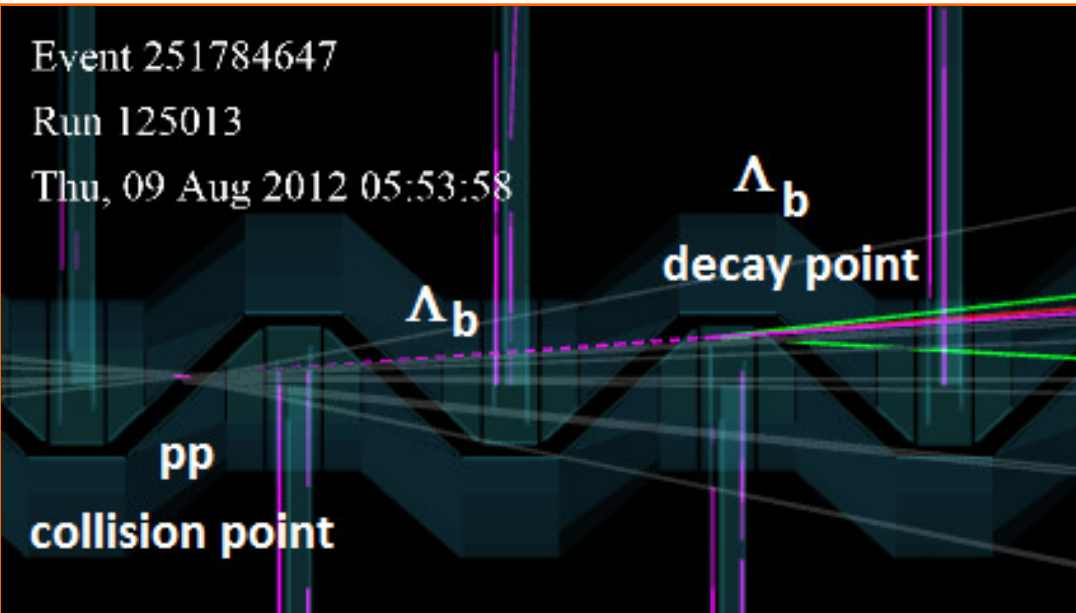 Event 251784647
Run 125013
Thu, 09 Aug 2012 05:53:58
Λb
decay point
Λb
pp
collision point